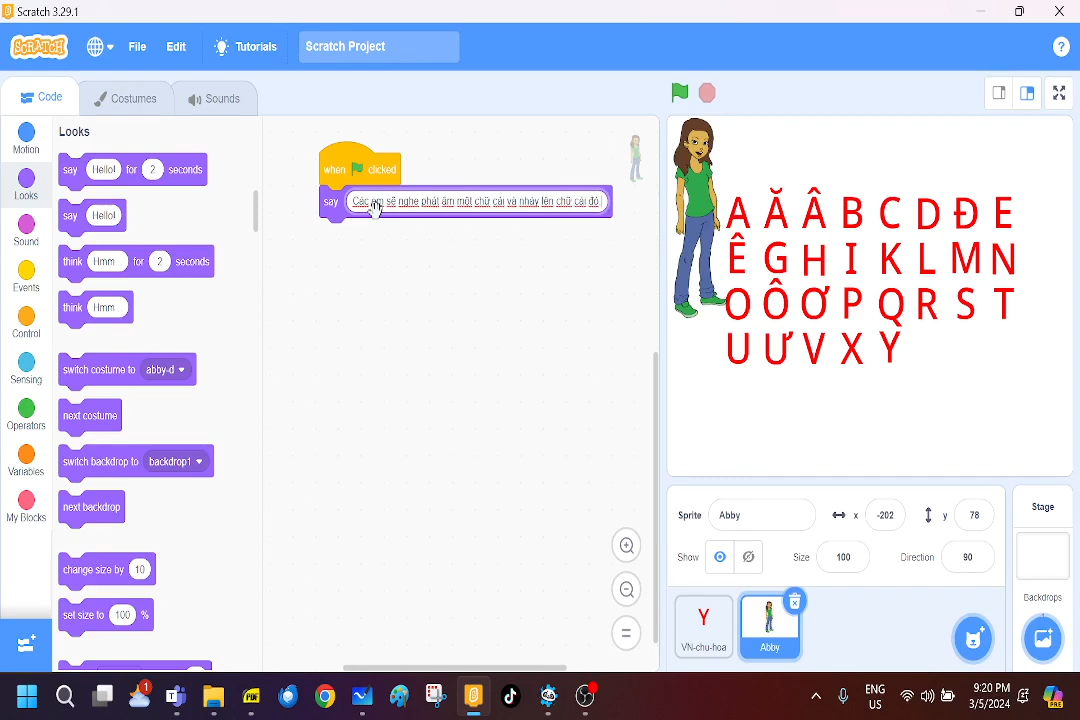 Scratch 3.29.1
SCRATCH File Edit Tutorials Scratch Project ?
Code Costumes Sounds
Motion
Looks
Sound
Events
Control
Sensing
Operators
Variables
My Blocks
Looks
say Hello! for 2 seconds
say Hello!
think Hmm... for 2 seconds
think Hmm...
switch costume to abby-d
next costume
switch backdrop to backdrop1
next backdrop
change size by 10
set size to 100 %
when clicked
say Các em sẽ nghe phát âm một chữ cái và nháy lên chữ cái đó
A Ă Â B C D Đ E
Ê G H I K L M N
O Ô Ơ P Q R S T
U Ư V X Y
Sprite Abby x -202 y 78
Show Size 100 Direction 90
Y
VN-chu-hoa
Abby
Stage
Backdrops
1
PDF
ENG
US
9:20 PM
3/5/2024
PRE